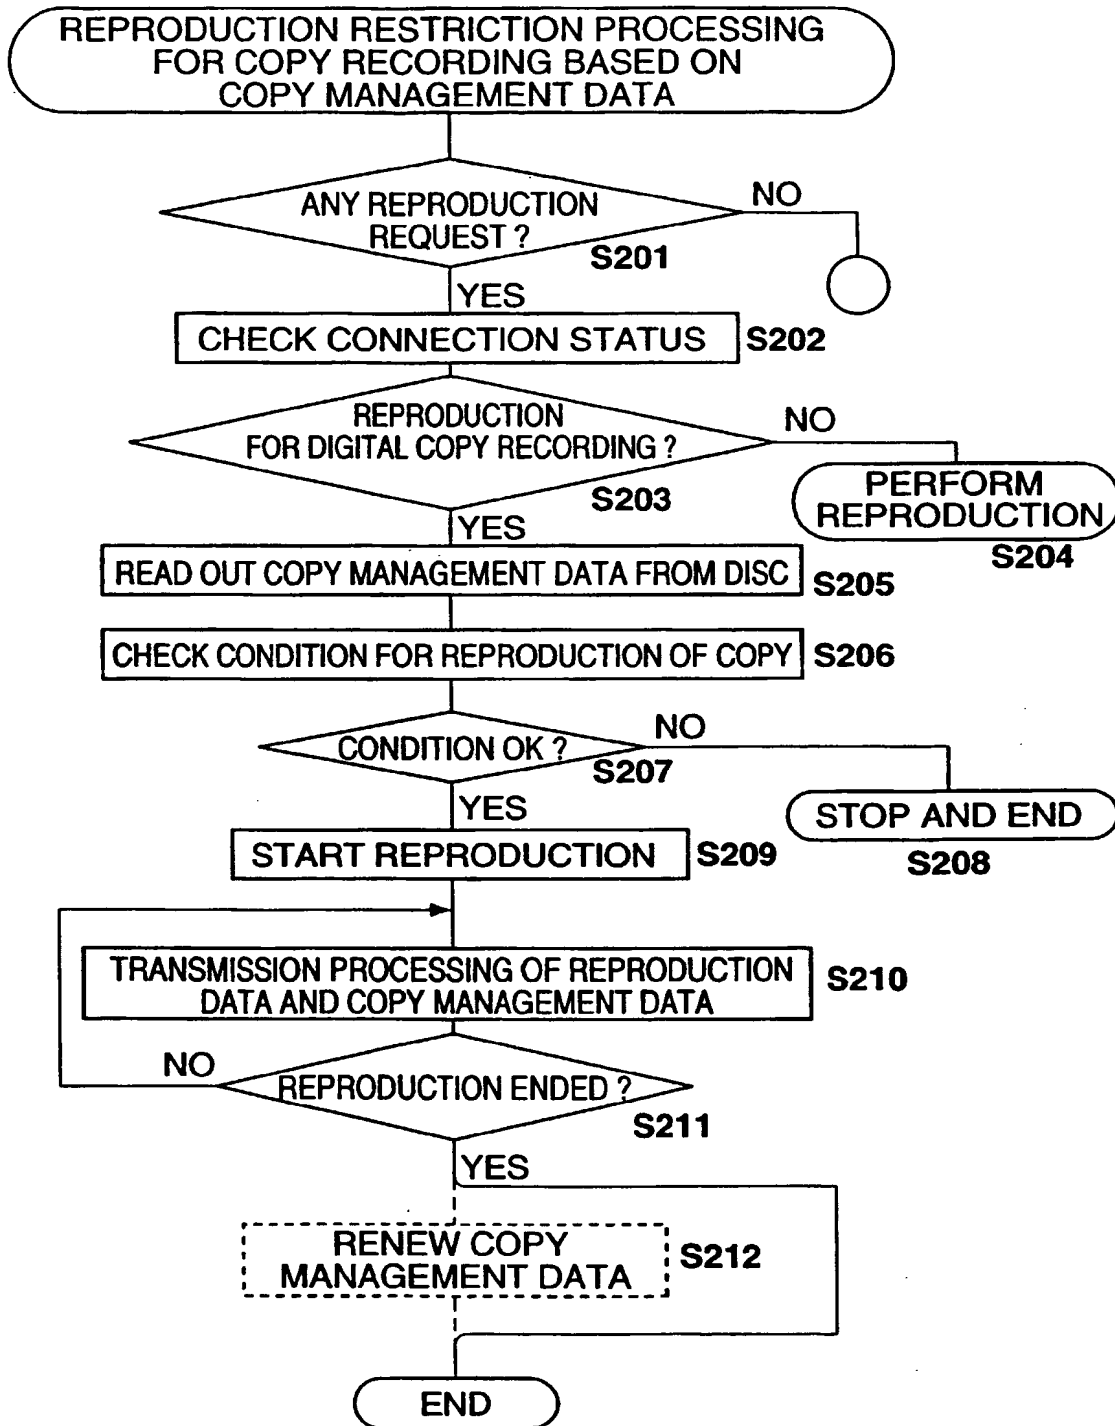 REPRODUCTION RESTRICTION PROCESSING
FOR COPY RECORDING BASED ON
COPY MANAGEMENT DATA
ANY REPRODUCTION
REQUEST ?
S201
NO
YES
CHECK CONNECTION STATUS
S202
REPRODUCTION
FOR DIGITAL COPY RECORDING ?
S203
NO
PERFORM
REPRODUCTION
S204
YES
READ OUT COPY MANAGEMENT DATA FROM DISC
S205
CHECK CONDITION FOR REPRODUCTION OF COPY
S206
CONDITION OK ?
S207
NO
STOP AND END
S208
YES
START REPRODUCTION
S209
TRANSMISSION PROCESSING OF REPRODUCTION
DATA AND COPY MANAGEMENT DATA
S210
NO
REPRODUCTION ENDED ?
S211
YES
RENEW COPY
MANAGEMENT DATA
S212
END